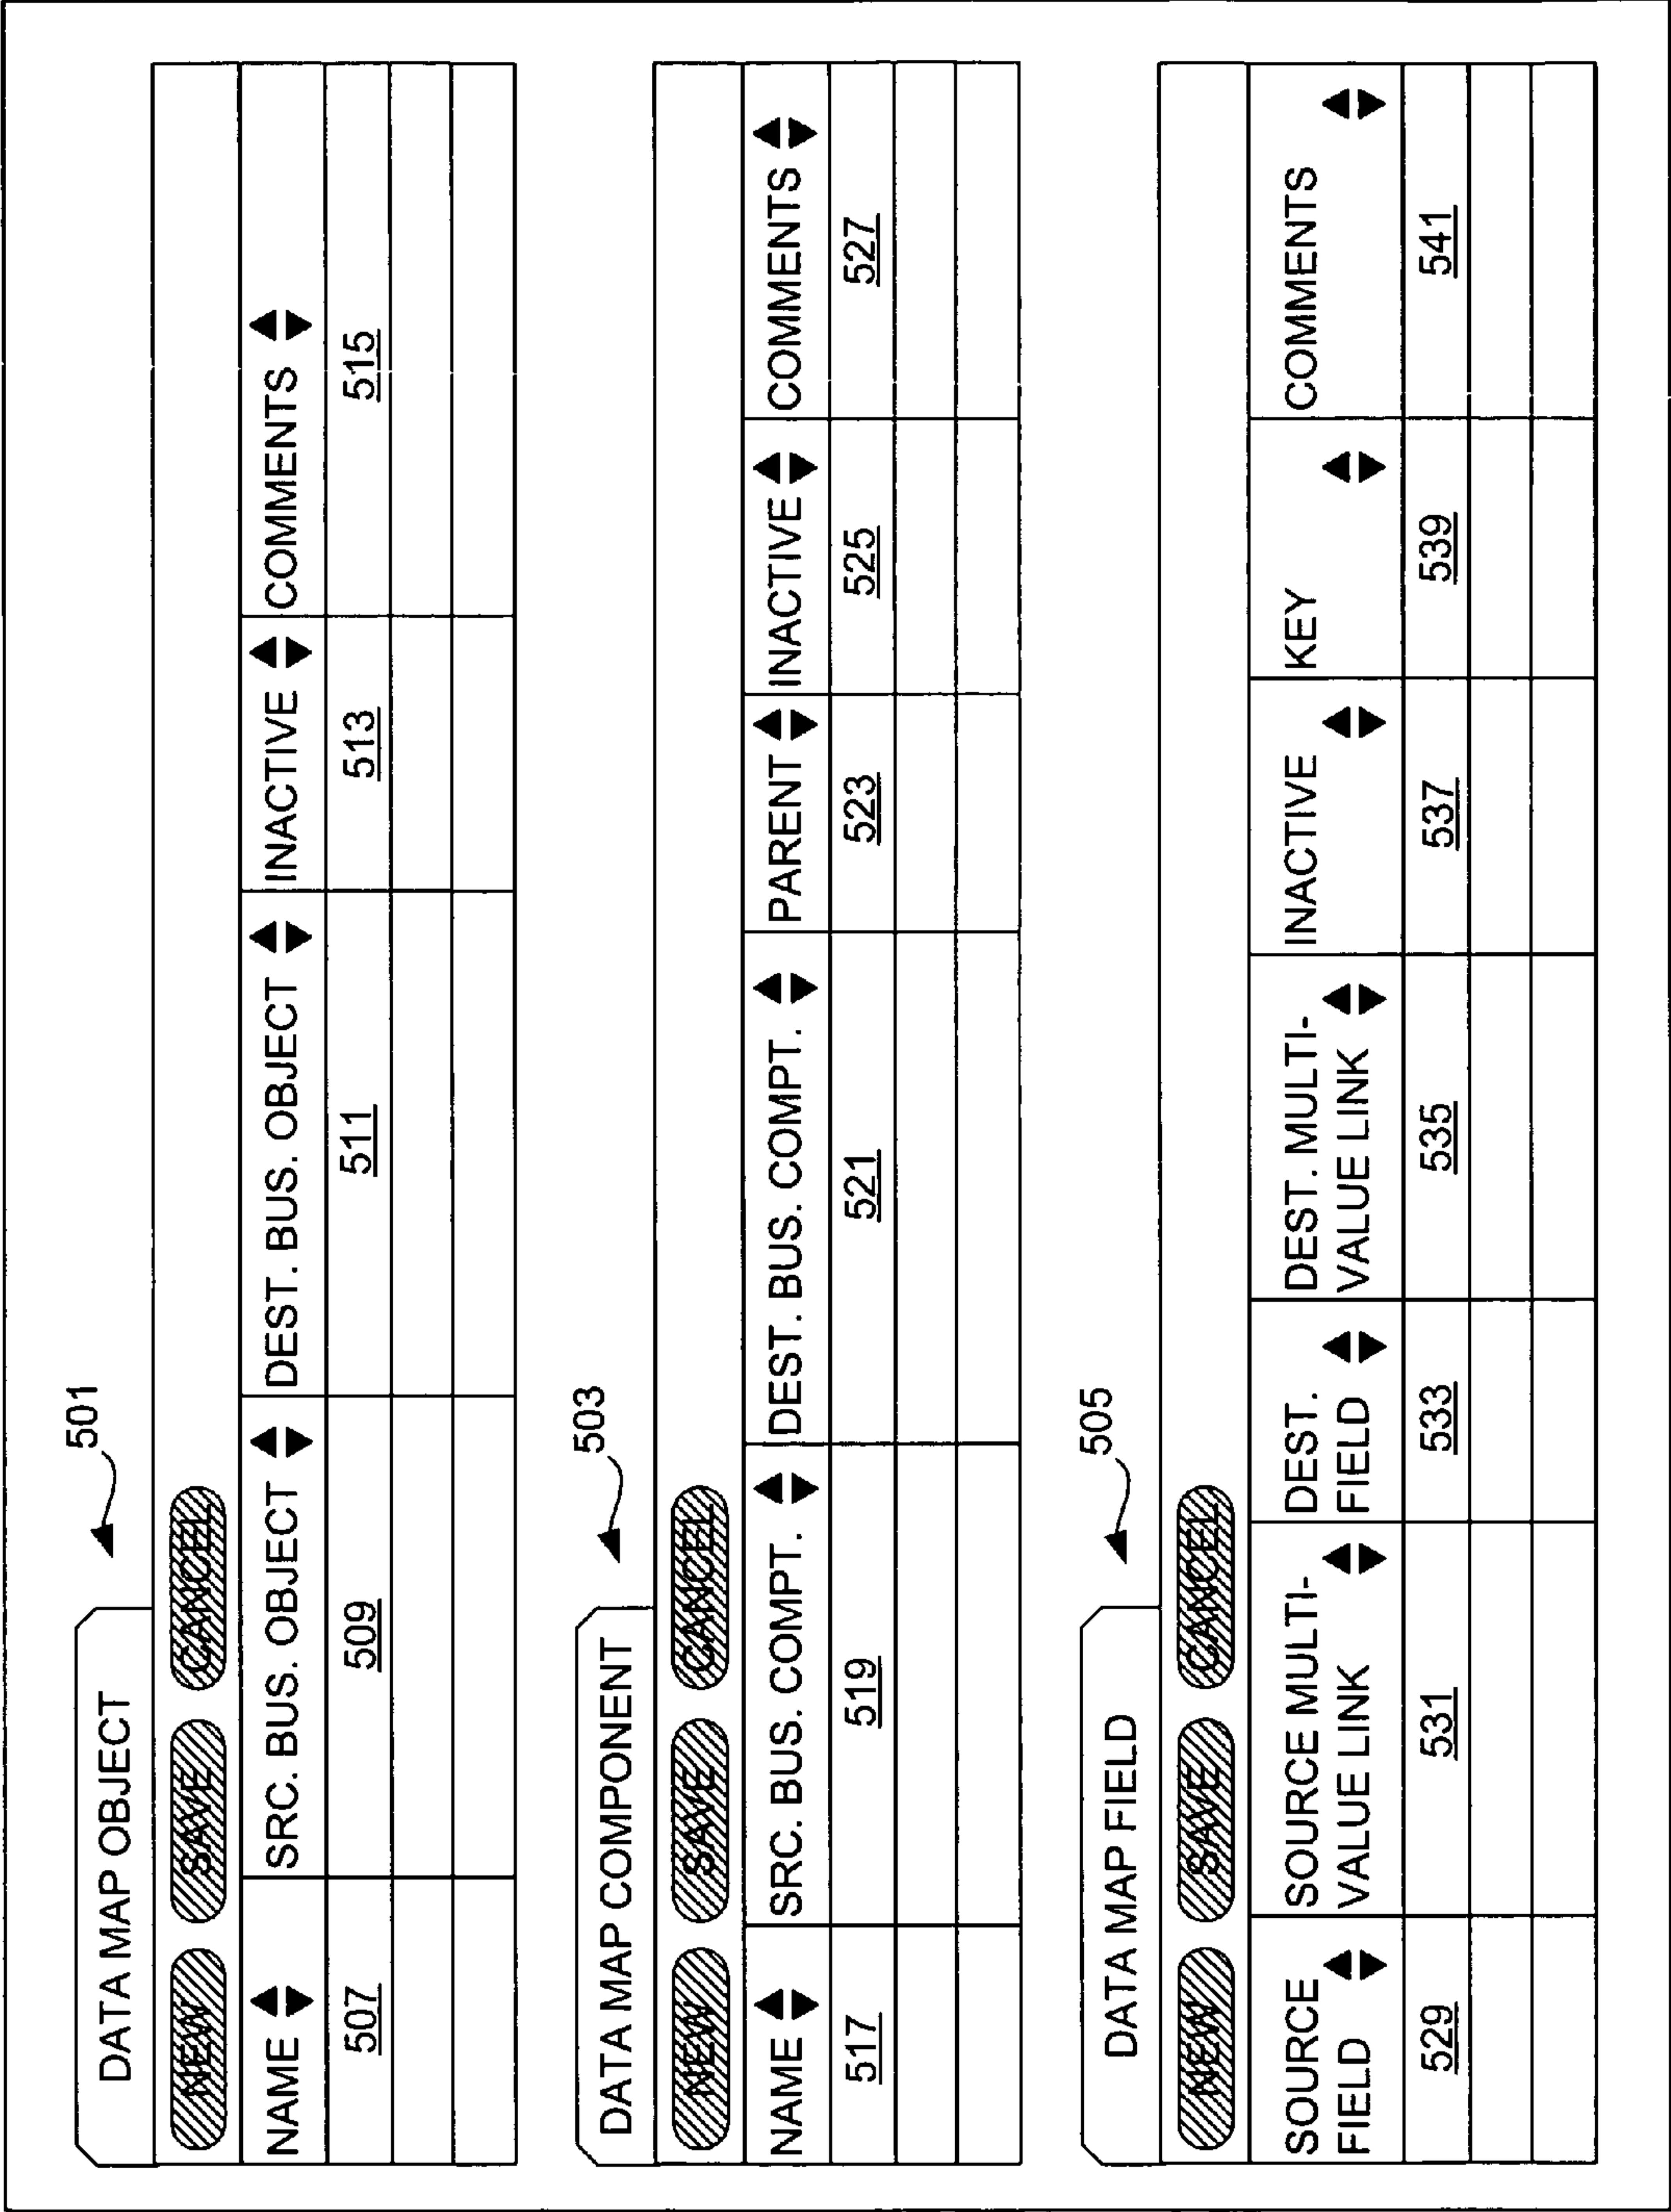 501
DATA MAP OBJECT
NEW SAVE CANCEL
NAME SRC. BUS. OBJECT DEST. BUS. OBJECT INACTIVE COMMENTS
507 509 511 513 515
503
DATA MAP COMPONENT
NEW SAVE CANCEL
NAME SRC. BUS. COMPT. DEST. BUS. COMPT. PARENT INACTIVE COMMENTS
517 519 521 523 525 527
505
DATA MAP FIELD
NEW SAVE CANCEL
SOURCE SOURCE MULTI- DEST. DEST. MULTI- INACTIVE KEY COMMENTS
FIELD VALUE LINK FIELD VALUE LINK
529 531 533 535 537 539 541